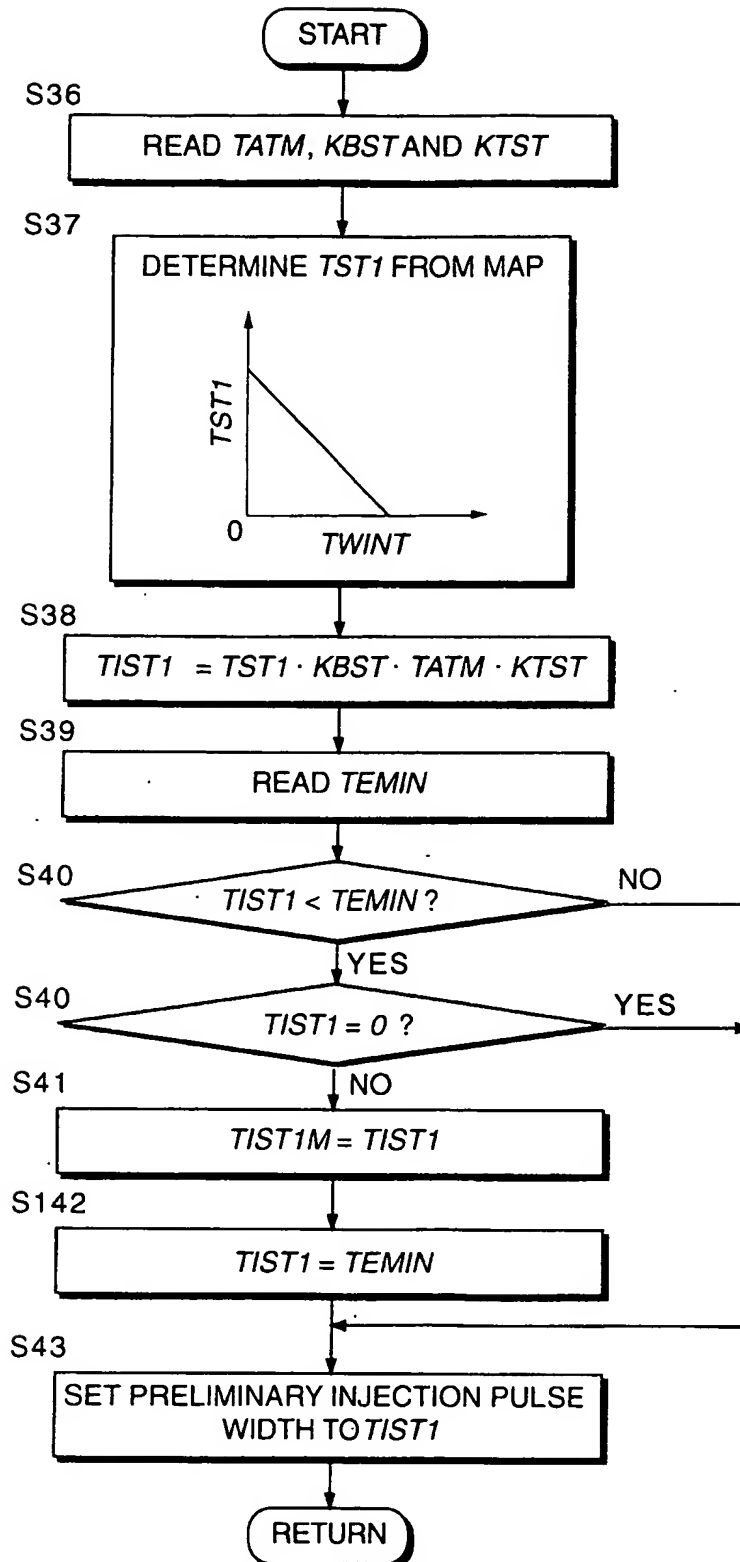 START
S36
READ TATM, KBST AND KTST
S37
DETERMINE TST1 FROM MAP
TST1
0
TWINT
S38
TIST1 = TST1 · KBST · TATM · KTST
S39
READ TEMIN
S40
TIST1 < TEMIN ?
NO
YES
S40
TIST1 = 0 ?
YES
NO
S41
TIST1M = TIST1
S142
TIST1 = TEMIN
S43
SET PRELIMINARY INJECTION PULSE
WIDTH TO TIST1
RETURN